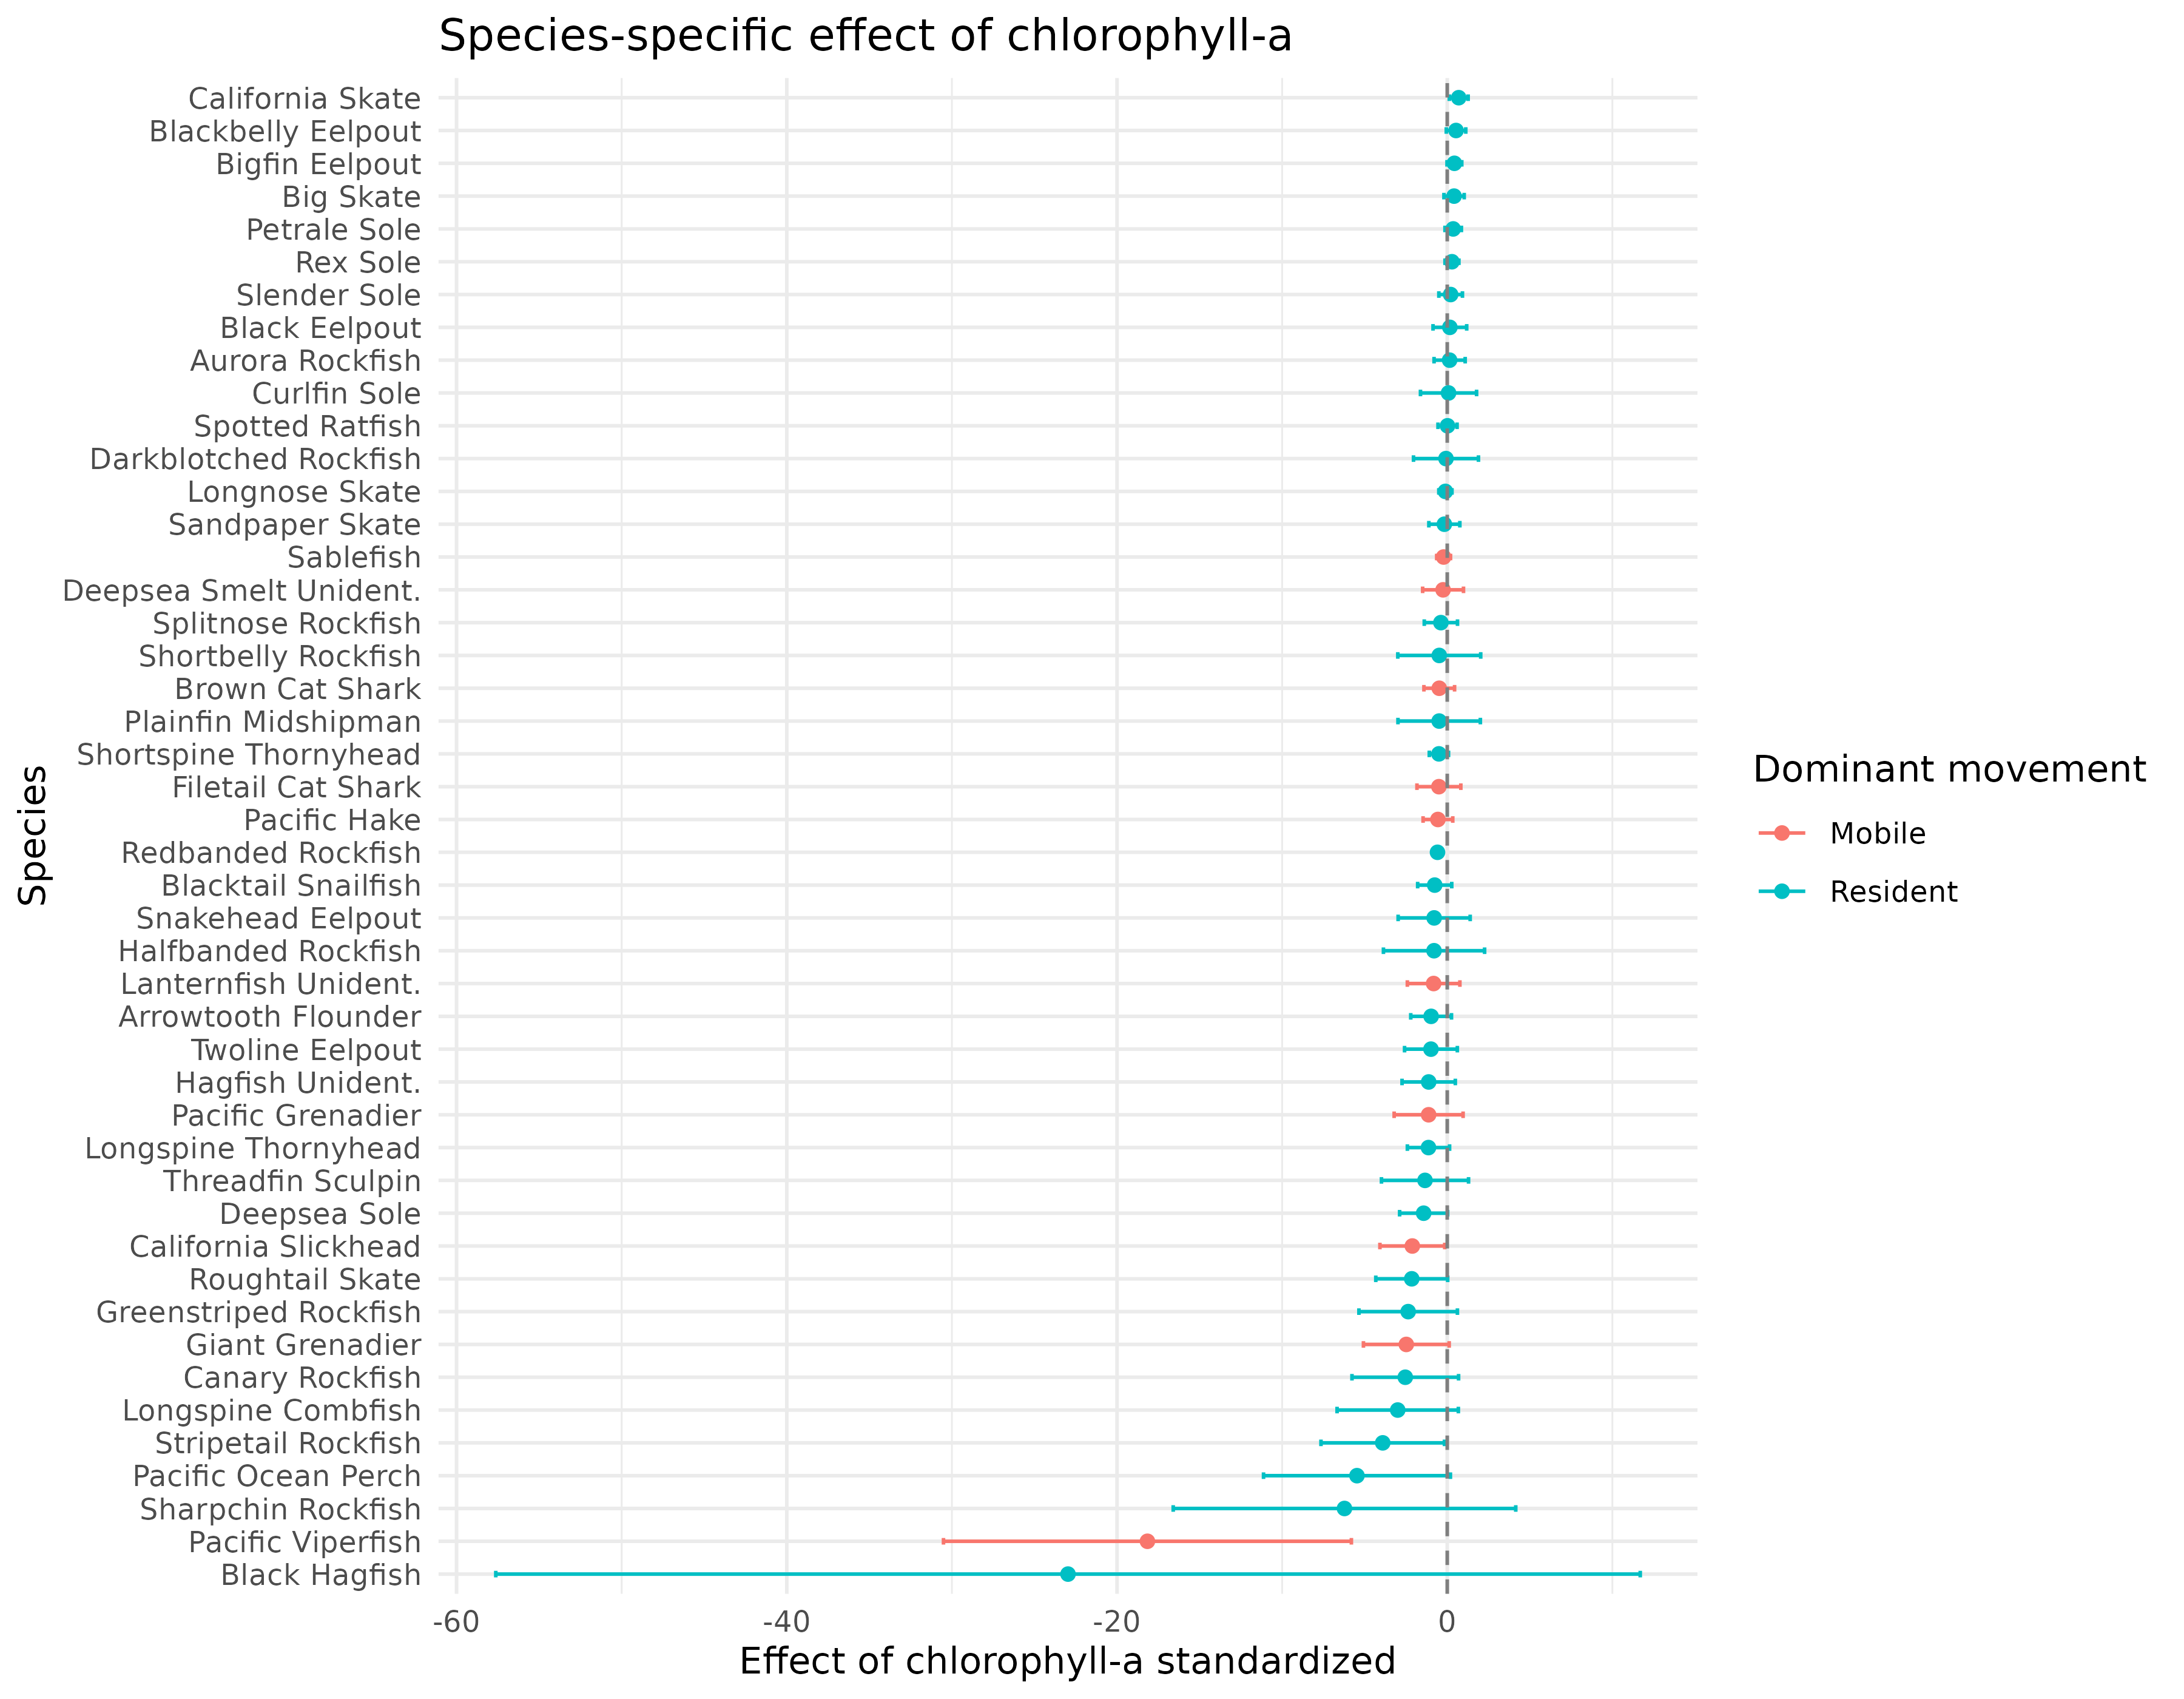 Species-specific effect of chlorophyll-a
California Skate
Blackbelly Eelpout
Bigfin Eelpout
Big Skate
Petrale Sole
Rex Sole
Slender Sole
Black Eelpout
Aurora Rockfish
Curlfin Sole
Spotted Ratfish
Darkblotched Rockfish
Longnose Skate
Sandpaper Skate
Sablefish
Deepsea Smelt Unident.
Splitnose Rockfish
Shortbelly Rockfish
Brown Cat Shark
Plainfin Midshipman
Shortspine Thornyhead
Filetail Cat Shark
Pacific Hake
Redbanded Rockfish
Blacktail Snailfish
Snakehead Eelpout
Halfbanded Rockfish
Lanternfish Unident.
Arrowtooth Flounder
Twoline Eelpout
Hagfish Unident.
Pacific Grenadier
Longspine Thornyhead
Threadfin Sculpin
Deepsea Sole
California Slickhead
Roughtail Skate
Greenstriped Rockfish
Giant Grenadier
Canary Rockfish
Longspine Combfish
Stripetail Rockfish
Pacific Ocean Perch
Sharpchin Rockfish
Pacific Viperfish
Black Hagfish
Species
-60 -40 -20 0
Effect of chlorophyll-a standardized
Dominant movement
Mobile
Resident